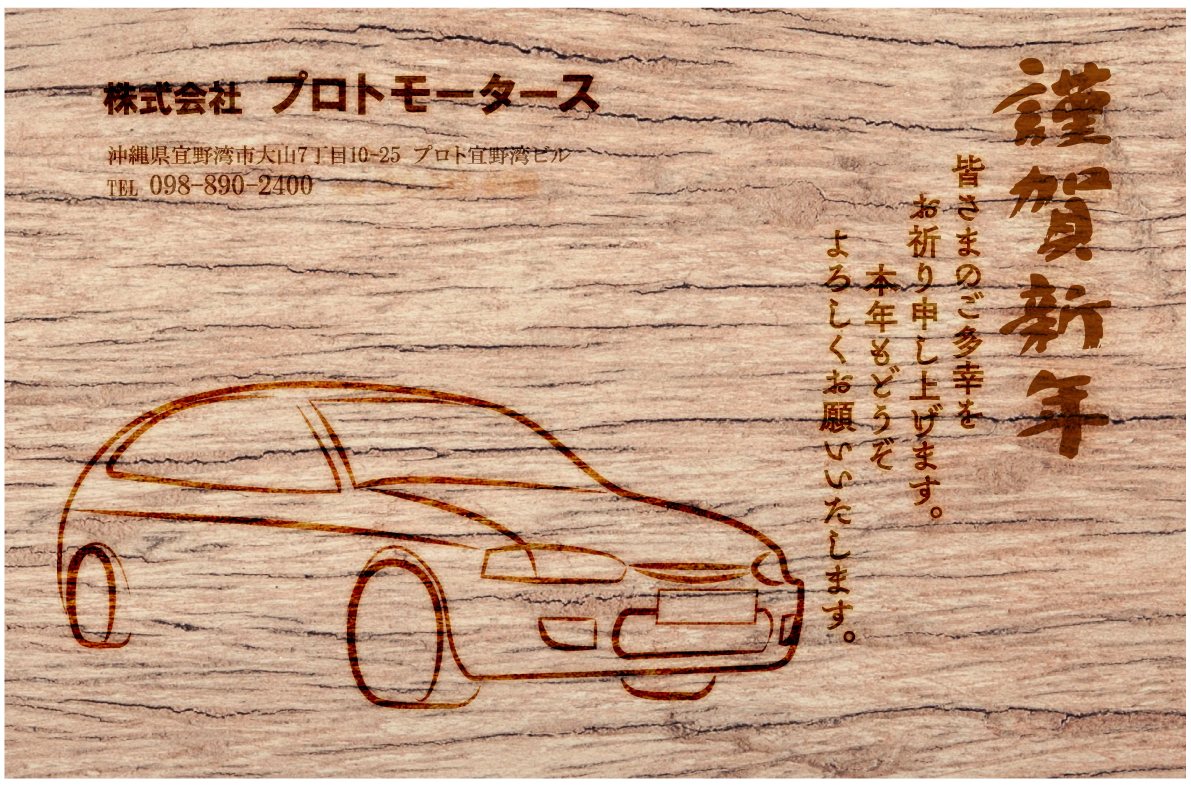 謹賀新年
皆さまのご多幸を
お祈り申し上げます。
本年もどうぞ
よろしくお願いいたします。
株式会社 プロトモータース
沖縄県宜野湾市大山7丁目10-25 プロト宜野湾ビル
TEL 098-890-2400